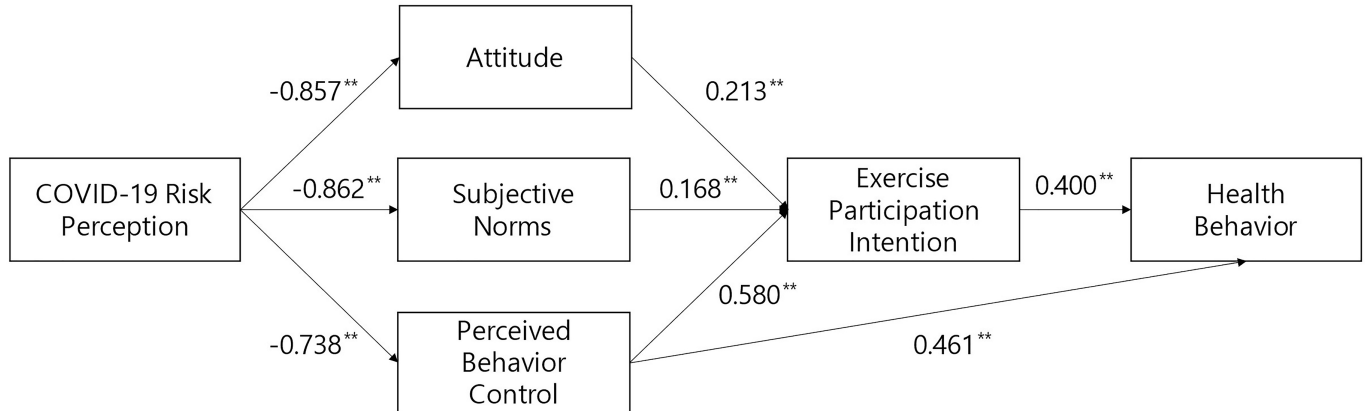 Attitude
-0.857**
0.213**
COVID-19 Risk
Perception
-0.862**
Subjective
Norms
0.168**
Exercise
Participation
Intention
0.400**
Health
Behavior
-0.738**
Perceived
Behavior
Control
0.580**
0.461**